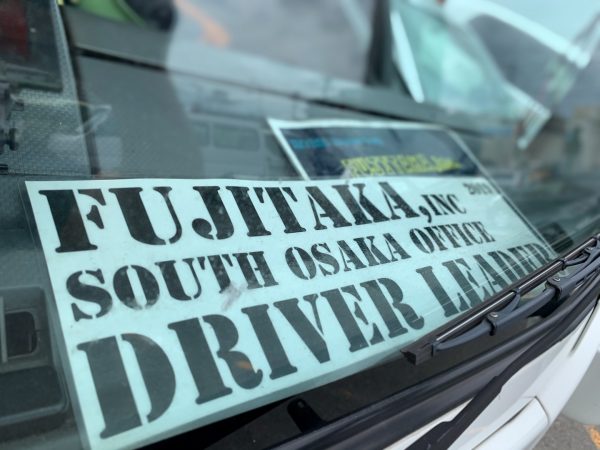 FUJITAKA,INC
SOUTH OSAKA OFFICE
DRIVER LEADER